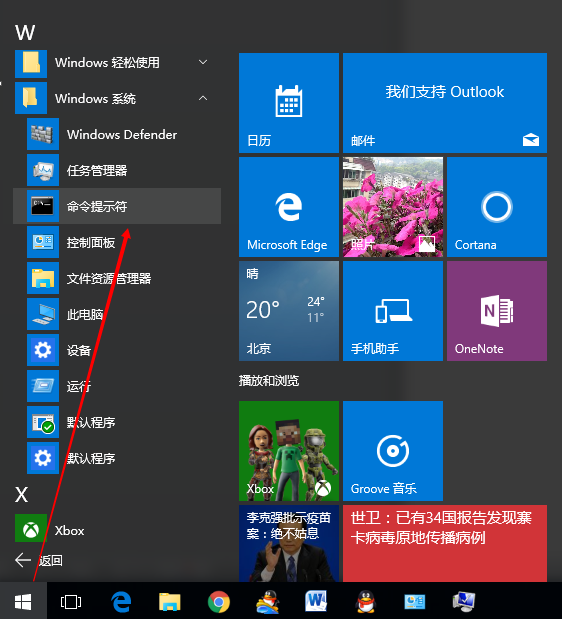 W
Windows 轻松使用
Windows 系统
Windows Defender
任务管理器
命令提示符
控制面板
文件资源管理器
此电脑
设备
运行
默认程序
默认程序
X
Xbox
返回
日历
我们支持 Outlook
邮件
Microsoft Edge
照片
Cortana
晴
20°
24°
11°
北京
手机助手
OneNote
播放和浏览
Xbox
Groove 音乐
李克强批示疫苗
案：绝不姑息
世卫：已有34国报告发现寨
卡病毒原地传播病例